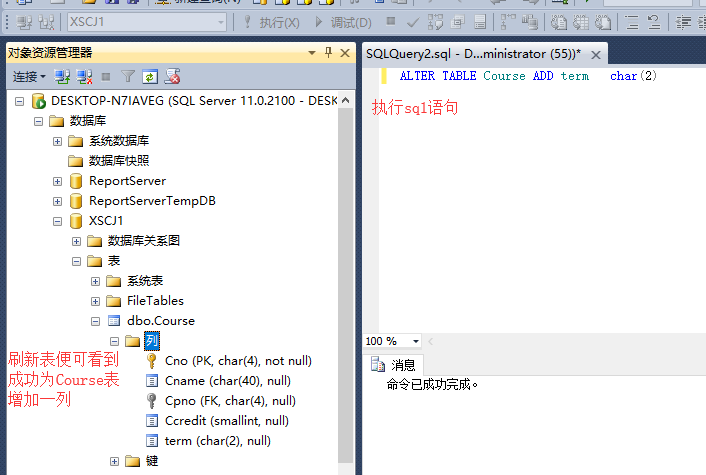 新建查询(N)
XSCJ1
执行(X)
调试(D)
对象资源管理器
连接
DESKTOP-N7IAVEG (SQL Server 11.0.2100 - DESK
数据库
系统数据库
数据库快照
ReportServer
ReportServerTempDB
XSCJ1
数据库关系图
表
系统表
FileTables
dbo.Course
列
Cno (PK, char(4), not null)
Cname (char(40), null)
Cpno (FK, char(4), null)
Ccredit (smallint, null)
term (char(2), null)
键
刷新表便可看到
成功为Course表
增加一列
SQLQuery2.sql - D...ministrator (55))*
ALTER TABLE Course ADD term char(2)
执行sql语句
100 %
消息
命令已成功完成。